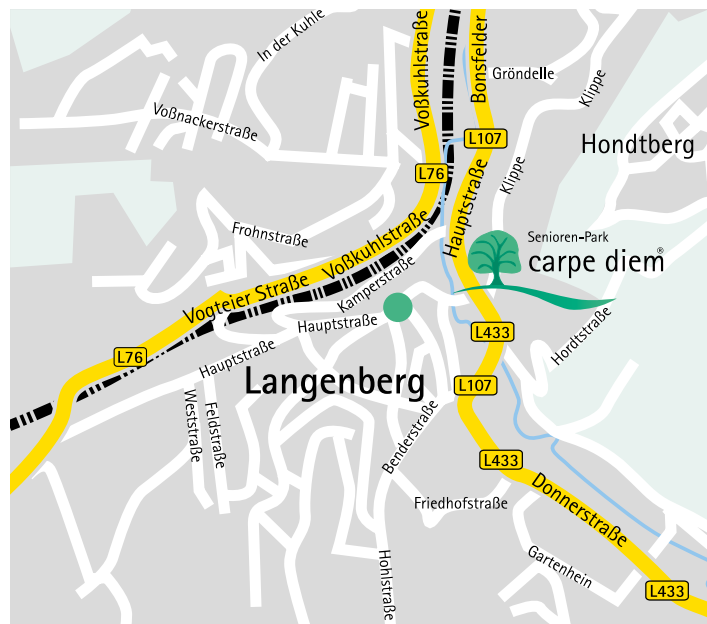 In der Kuhle
Voßkuhlstraße
Bonsfelder
Gröndelle
Klippe
Voßnackerstraße
L107
Hondtberg
L76
Klippe
Hauptstraße
Frohnstraße
Voßkuhlstraße
Senioren-Park
carpe diem®
Kamperstraße
Vogteier Straße
Hauptstraße
L433
Hordtstraße
L76
Hauptstraße
Langenberg
L107
Weststraße
Feldstraße
Benderstraße
L433
Donnerstraße
Friedhofstraße
Gartenhein
Hohlstraße
L433